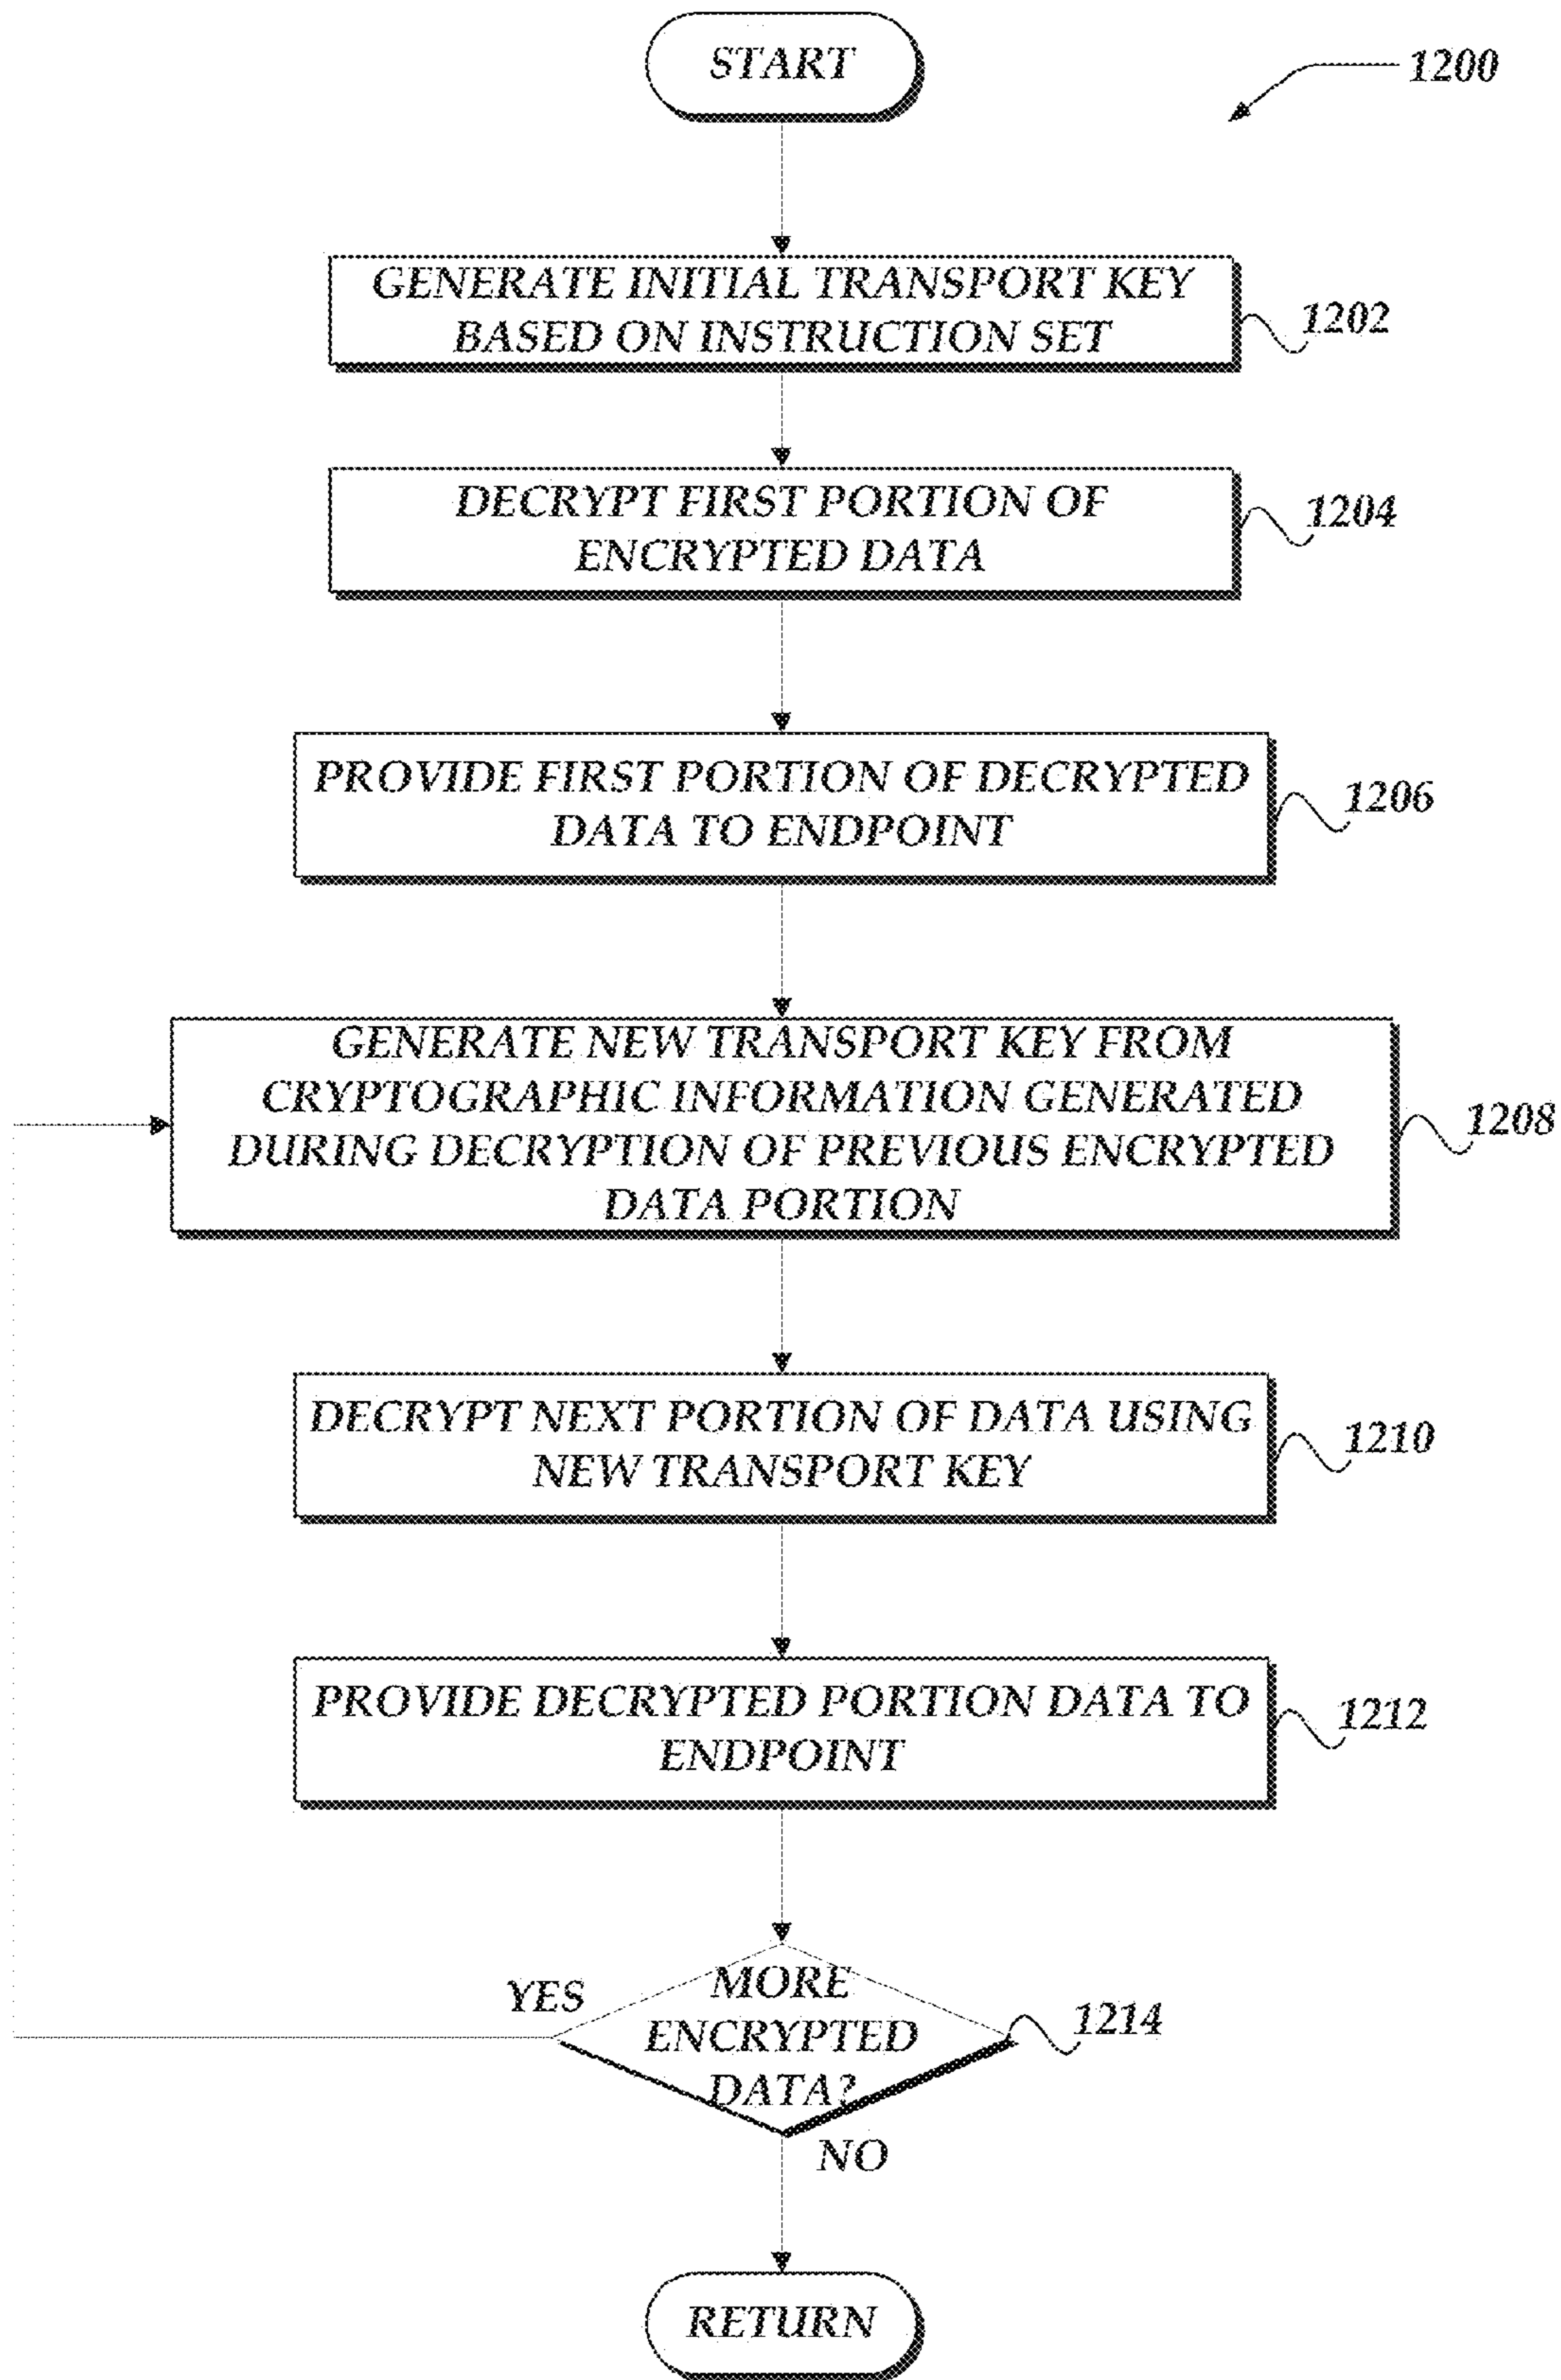 START
1200
GENERATE INITIAL TRANSPORT KEY
BASED ON INSTRUCTION SET
1202
DECRYPT FIRST PORTION OF
ENCRYPTED DATA
1204
PROVIDE FIRST PORTION OF DECRYPTED
DATA TO ENDPOINT
1206
GENERATE NEW TRANSPORT KEY FROM
CRYPTOGRAPHIC INFORMATION GENERATED
DURING DECRYPTION OF PREVIOUS ENCRYPTED
DATA PORTION
1208
DECRYPT NEXT PORTION OF DATA USING
NEW TRANSPORT KEY
1210
PROVIDE DECRYPTED PORTION DATA TO
ENDPOINT
1212
YES
MORE
ENCRYPTED
DATA?
1214
NO
RETURN